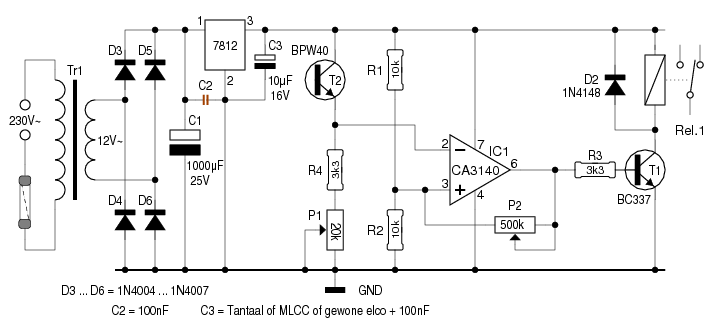 1
3
7812
2
D3
D5
C3
10µF
16V
BPW40
T2
R1
10k
D2
1N4148
Rel.1
Tr1
230V~
12V~
C2
C1
1000µF
25V
2
7
IC1
CA3140
6
3
4
R3
3k3
T1
BC337
R4
3k3
P1
20k
R2
10k
P2
500k
D4
D6
D3 ... D6 = 1N4004 ... 1N4007
GND
C2 = 100nF
C3 = Tantaal of MLCC of gewone elco + 100nF